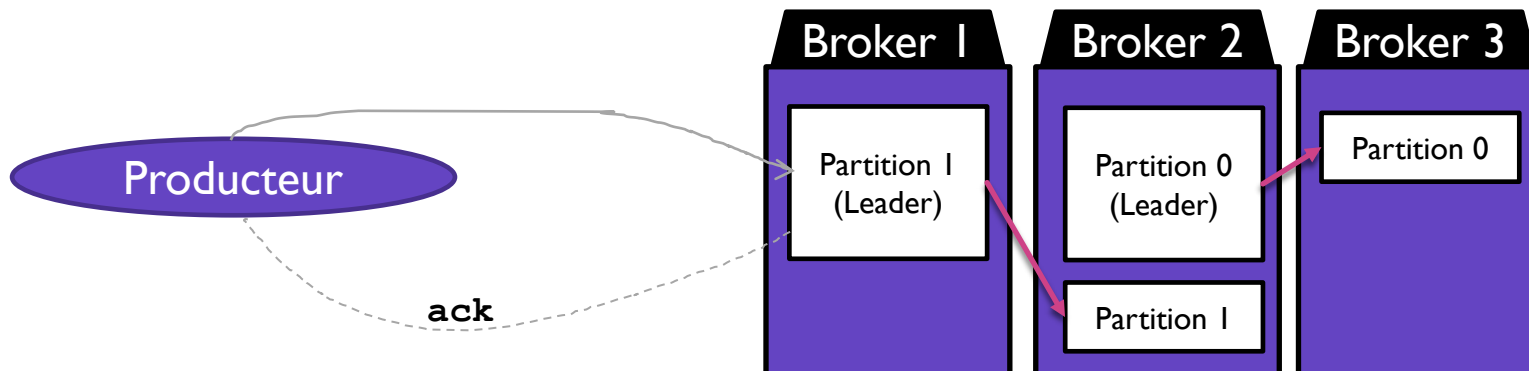 Broker 1
Broker 2
Broker 3
Producteur
Partition 1
(Leader)
Partition 0
(Leader)
Partition 0
Partition 1
ack